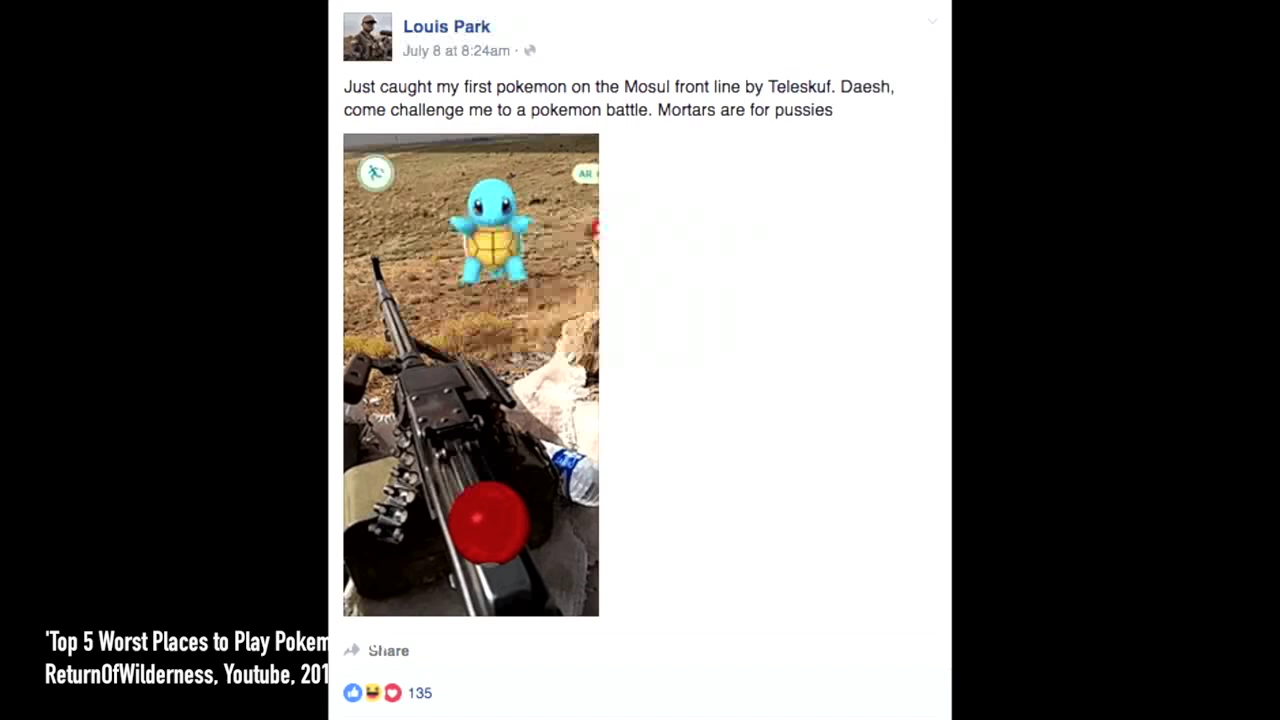 Louis Park
July 8 at 8:24am ·
Just caught my first pokemon on the Mosul front line by Teleskuf. Daesh,
come challenge me to a pokemon battle. Mortars are for pussies
AR
Share
135
'Top 5 Worst Places to Play Pokem
ReturnOfWilderness, Youtube, 201